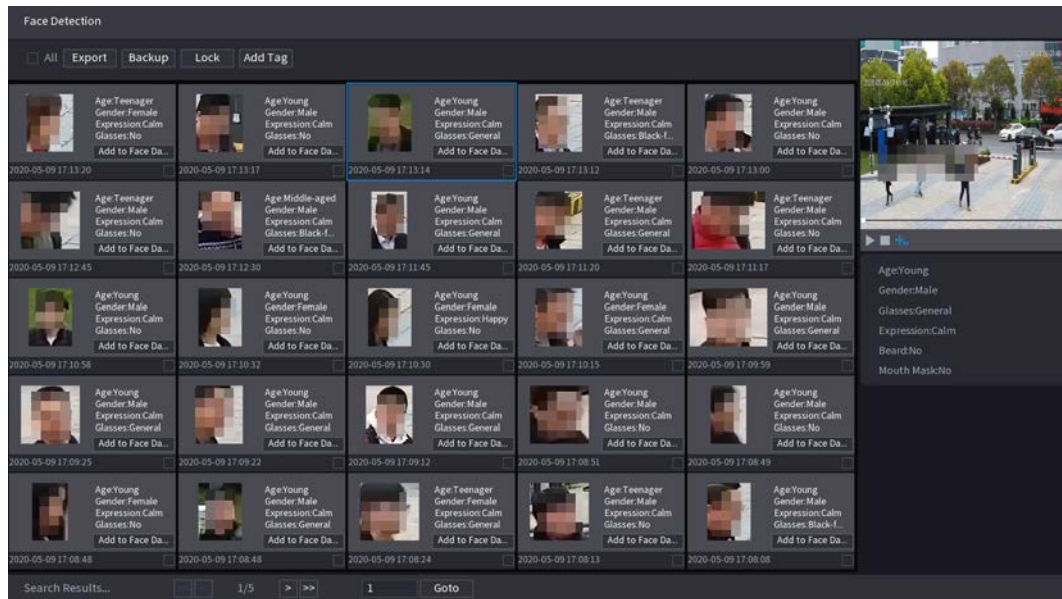 Face Detection
All Export Backup Lock Add Tag
Age:Teenager
Gender:Female
Expression:Calm
Glasses:No
Add to Face Da...
2020-05-09 17:13:20
Age:Young
Gender:Male
Expression:Calm
Glasses:No
Add to Face Da...
2020-05-09 17:13:17
Age:Young
Gender:Male
Expression:Calm
Glasses:General
Add to Face Da...
2020-05-09 17:13:14
Age:Teenager
Gender:Male
Expression:Calm
Glasses:Black-f...
Add to Face Da...
2020-05-09 17:13:12
Age:Young
Gender:Male
Expression:Calm
Glasses:No
Add to Face Da...
2020-05-09 17:13:00
Age:Teenager
Gender:Male
Expression:Calm
Glasses:No
Add to Face Da...
2020-05-09 17:12:45
Age:Middle-aged
Gender:Male
Expression:Calm
Glasses:Black-f...
Add to Face Da...
2020-05-09 17:12:30
Age:Young
Gender:Male
Expression:Calm
Glasses:General
Add to Face Da...
2020-05-09 17:11:45
Age:Teenager
Gender:Male
Expression:Calm
Glasses:General
Add to Face Da...
2020-05-09 17:11:20
Age:Teenager
Gender:Male
Expression:Calm
Glasses:No
Add to Face Da...
2020-05-09 17:11:17
Age:Young
Gender:Male
Expression:Calm
Glasses:No
Add to Face Da...
2020-05-09 17:10:58
Age:Young
Gender:Female
Expression:Calm
Glasses:No
Add to Face Da...
2020-05-09 17:10:32
Age:Young
Gender:Female
Expression:Happy
Glasses:No
Add to Face Da...
2020-05-09 17:10:30
Age:Young
Gender:Female
Expression:Calm
Glasses:General
Add to Face Da...
2020-05-09 17:10:15
Age:Young
Gender:Male
Expression:Calm
Glasses:General
Add to Face Da...
2020-05-09 17:09:59
Age:Young
Gender:Male
Expression:Calm
Glasses:General
Add to Face Da...
2020-05-09 17:09:25
Age:Young
Gender:Male
Expression:Calm
Glasses:General
Add to Face Da...
2020-05-09 17:09:22
Age:Young
Gender:Male
Expression:Calm
Glasses:General
Add to Face Da...
2020-05-09 17:09:12
Age:Young
Gender:Male
Expression:Calm
Glasses:No
Add to Face Da...
2020-05-09 17:08:51
Age:Young
Gender:Male
Expression:Calm
Glasses:No
Add to Face Da...
2020-05-09 17:08:49
Age:Young
Gender:Female
Expression:Calm
Glasses:No
Add to Face Da...
2020-05-09 17:08:48
Age:Young
Gender:Male
Expression:Calm
Glasses:General
Add to Face Da...
2020-05-09 17:08:48
Age:Teenager
Gender:Female
Expression:Calm
Glasses:General
Add to Face Da...
2020-05-09 17:08:24
Age:Teenager
Gender:Male
Expression:Calm
Glasses:No
Add to Face Da...
2020-05-09 17:08:13
Age:Young
Gender:Male
Expression:Calm
Glasses:Black-f...
Add to Face Da...
2020-05-09 17:08:08
Age:Young
Gender:Male
Glasses:General
Expression:Calm
Beard:No
Mouth Mask:No
Search Results... 1/5 > >> 1 Goto